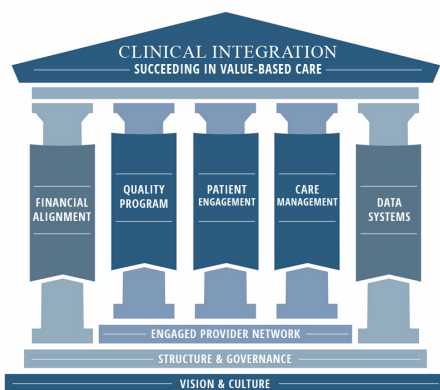 CLINICAL INTEGRATION
SUCCEEDING IN VALUE-BASED CARE
FINANCIAL
ALIGNMENT
QUALITY
PROGRAM
PATIENT
ENGAGEMENT
CARE
MANAGEMENT
DATA
SYSTEMS
ENGAGED PROVIDER NETWORK
STRUCTURE & GOVERNANCE
VISION & CULTURE